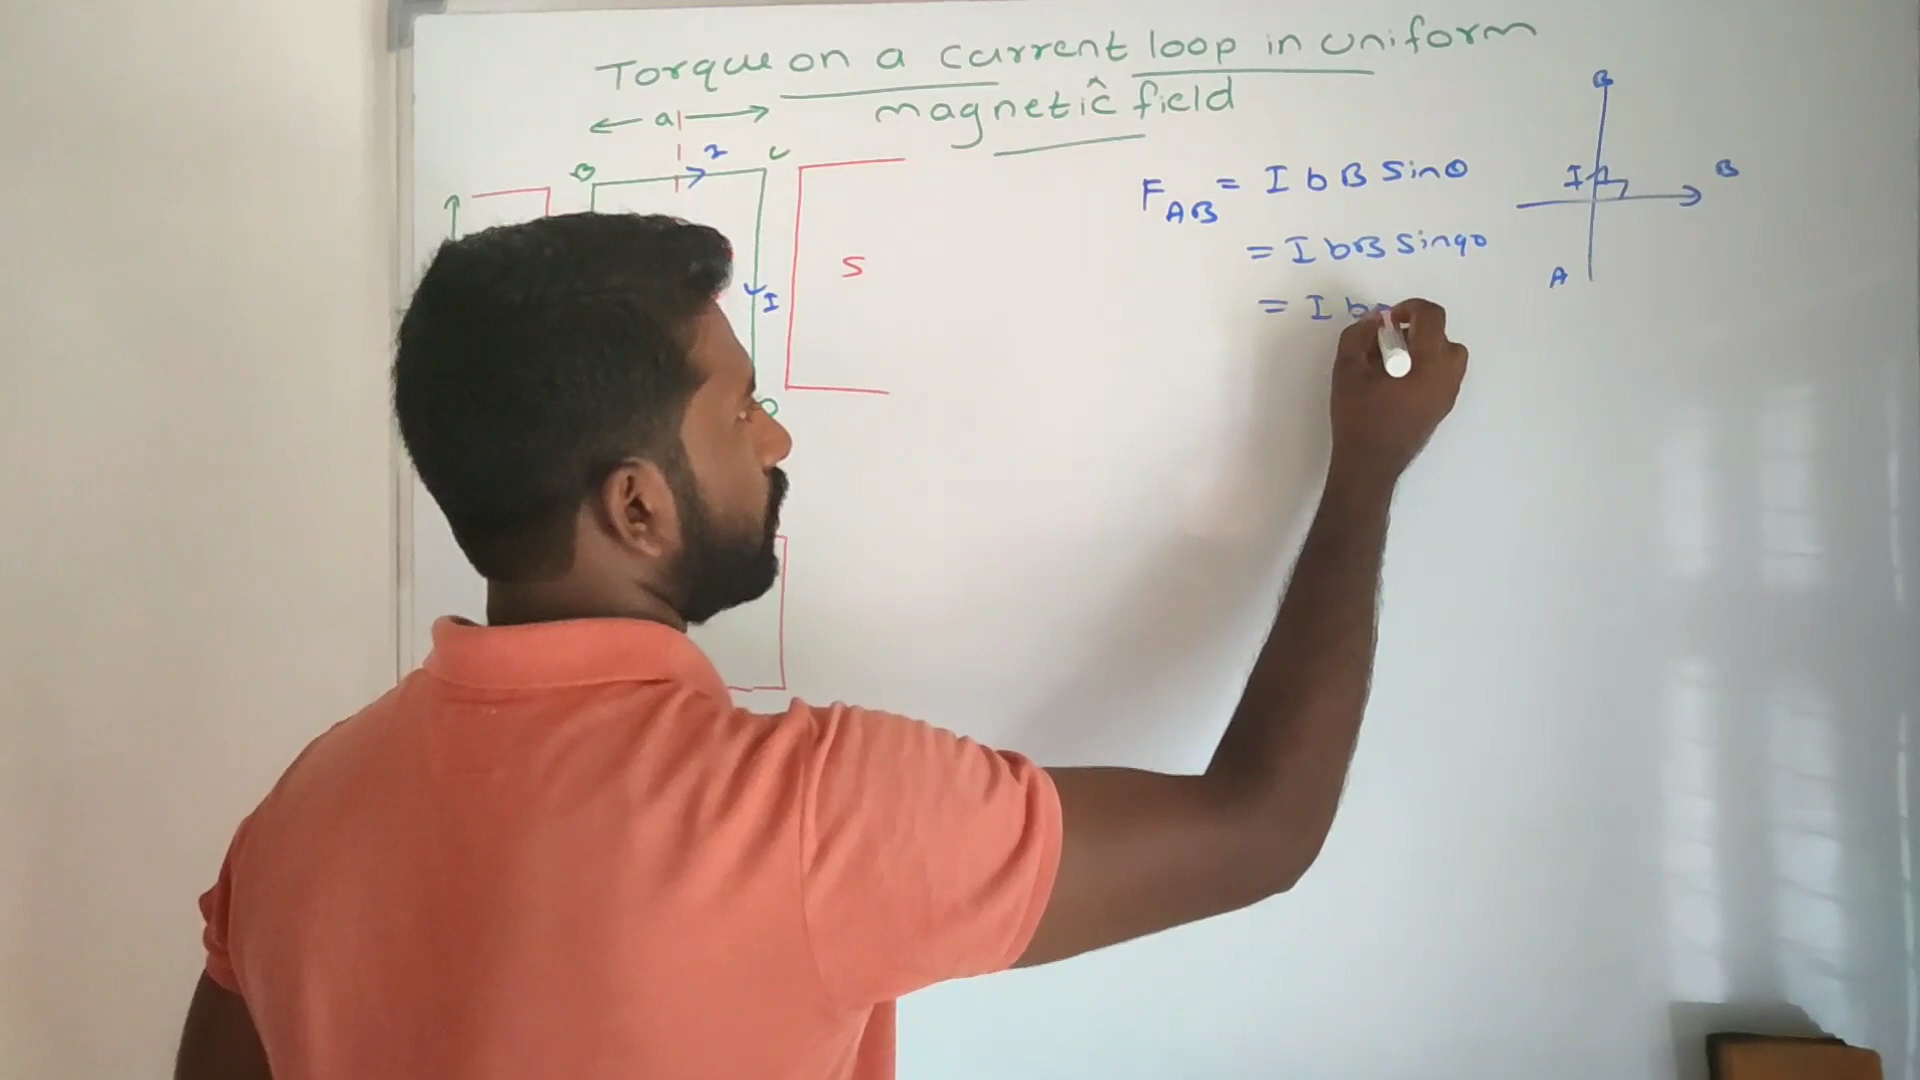 Torque on a current loop in uniform
magnetic field
a
B
I
C
S
I
D
F_AB = I b B sinθ
= I b B sin90
= I b
B
I
B
A